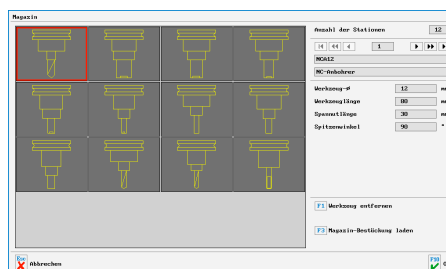 Magazin
Anzahl der Stationen 12
1
NCA12
NC-Anbohrer
Werkzeug-ø 12
Werkzeuglänge 80
Spannutlänge 30
Spitzenwinkel 90 °
F1 Werkzeug entfernen
F3 Magazin-Bestückung laden
Esc Abbrechen
F10